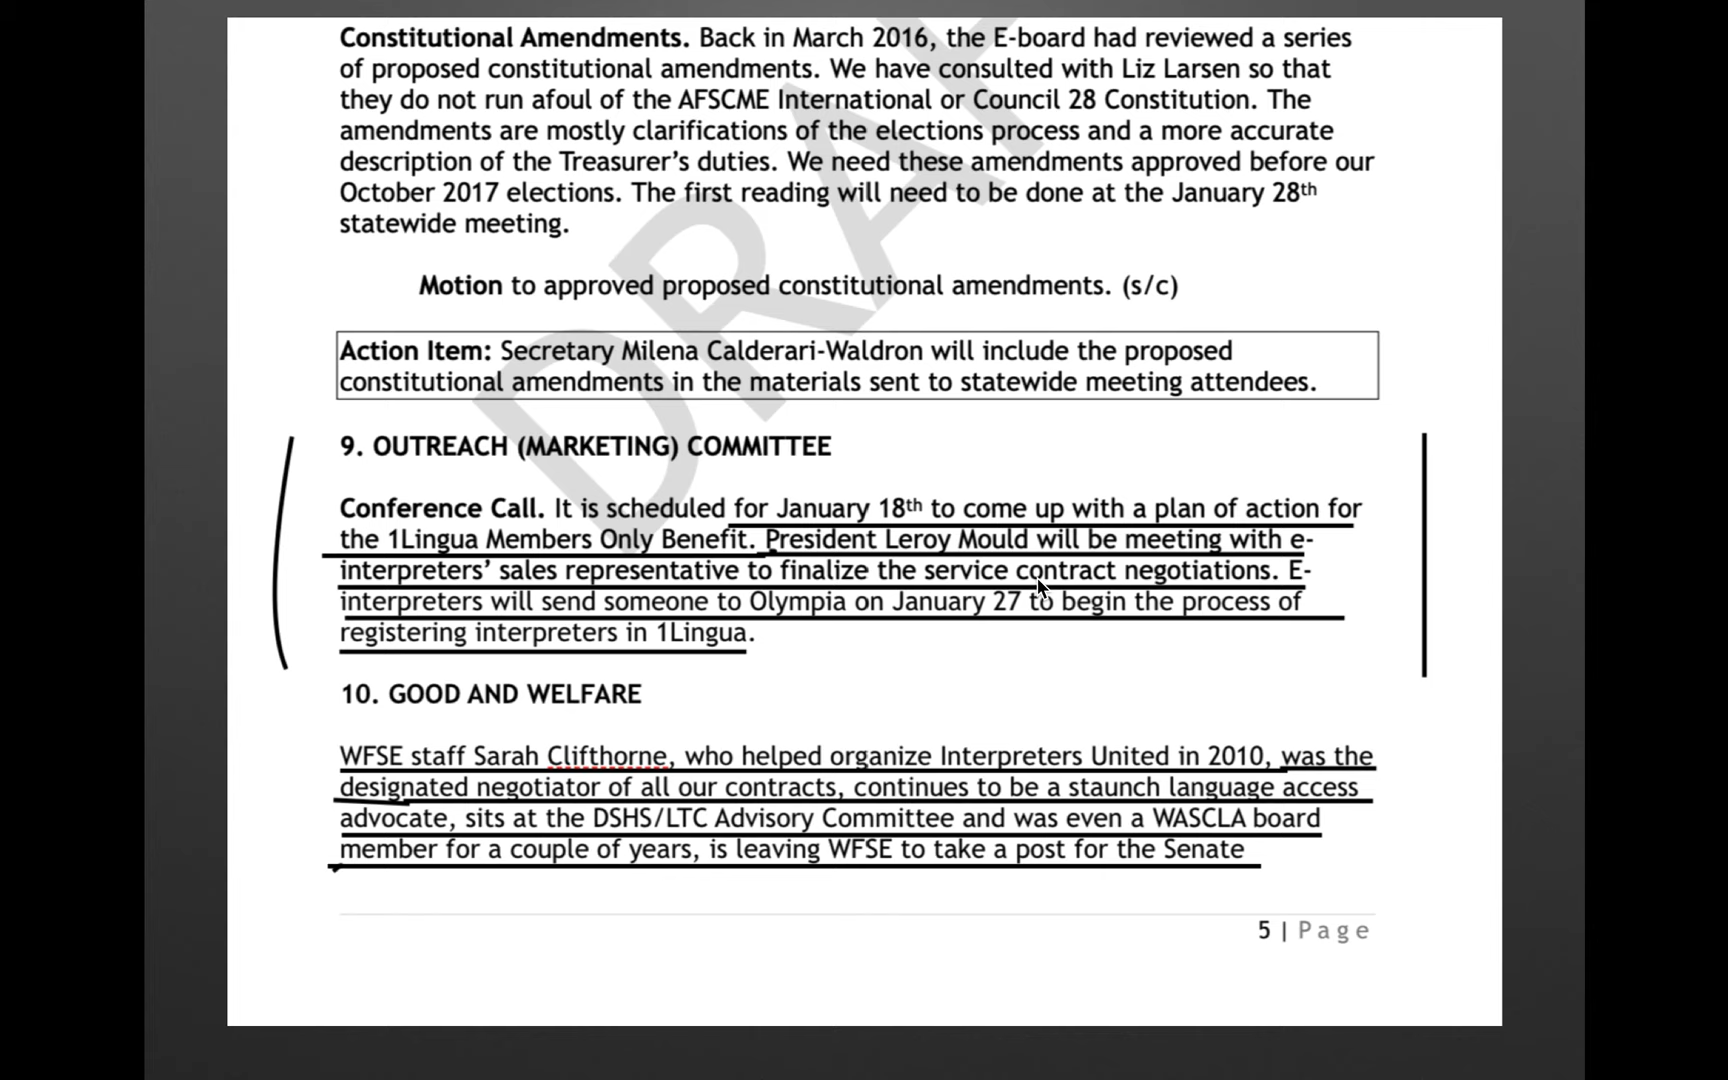 Constitutional Amendments. Back in March 2016, the E-board had reviewed a series
of proposed constitutional amendments. We have consulted with Liz Larsen so that
they do not run afoul of the AFSCME International or Council 28 Constitution. The
amendments are mostly clarifications of the elections process and a more accurate
description of the Treasurer’s duties. We need these amendments approved before our
October 2017 elections. The first reading will need to be done at the January 28th
statewide meeting.
Motion to approved proposed constitutional amendments. (s/c)
Action Item: Secretary Milena Calderari-Waldron will include the proposed
constitutional amendments in the materials sent to statewide meeting attendees.
9. OUTREACH (MARKETING) COMMITTEE
Conference Call. It is scheduled for January 18th to come up with a plan of action for
the 1Lingua Members Only Benefit. President Leroy Mould will be meeting with e-
interpreters’ sales representative to finalize the service contract negotiations. E-
interpreters will send someone to Olympia on January 27 to begin the process of
registering interpreters in 1Lingua.
10. GOOD AND WELFARE
WFSE staff Sarah Clifthorne, who helped organize Interpreters United in 2010, was the
designated negotiator of all our contracts, continues to be a staunch language access
advocate, sits at the DSHS/LTC Advisory Committee and was even a WASCLA board
member for a couple of years, is leaving WFSE to take a post for the Senate
5 | Page
DRAF